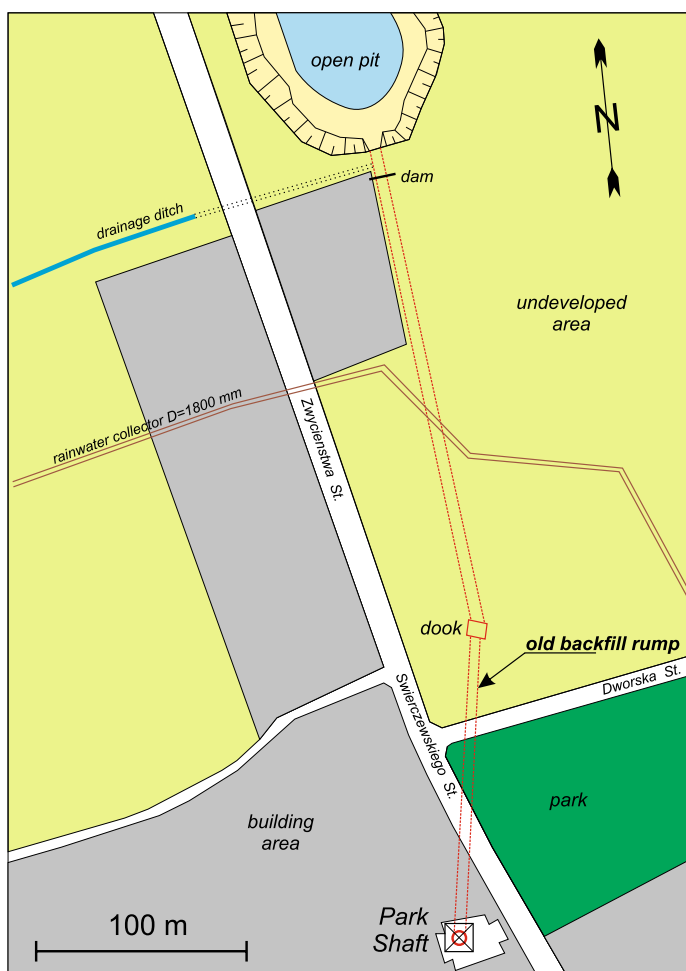 open pit
N
dam
drainage ditch
undeveloped
area
rainwater collector D=1800 mm
Zwycienstwa St.
dook
old backfill rump
Dworska St.
Swierczewskiego St.
park
building
area
100 m
Park
Shaft